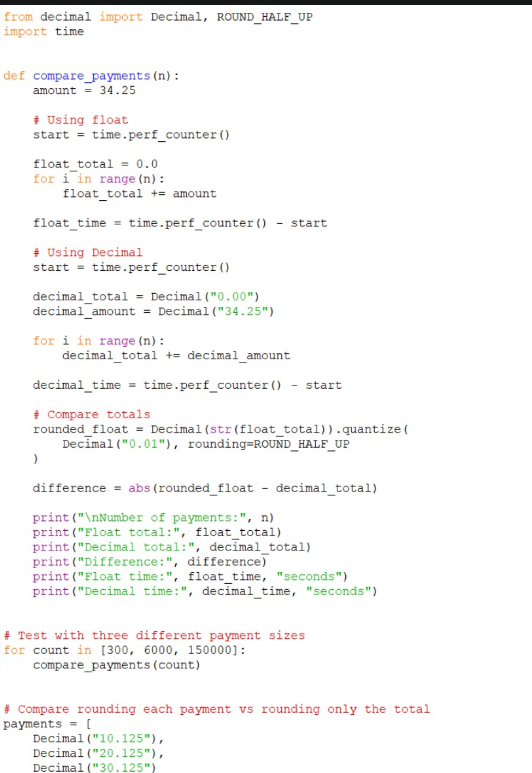 from decimal import Decimal, ROUND_HALF_UP
import time
def compare_payments(n):
amount = 34.25
# Using float
start = time.perf_counter()
float_total = 0.0
for i in range(n):
float_total += amount
float_time = time.perf_counter() - start
# Using Decimal
start = time.perf_counter()
decimal_total = Decimal("0.00")
decimal_amount = Decimal("34.25")
for i in range(n):
decimal_total += decimal_amount
decimal_time = time.perf_counter() - start
# Compare totals
rounded_float = Decimal(str(float_total)).quantize(
Decimal("0.01"), rounding=ROUND_HALF_UP
)
difference = abs(rounded_float - decimal_total)
print("\nNumber of payments:", n)
print("Float total:", float_total)
print("Decimal total:", decimal_total)
print("Difference:", difference)
print("Float time:", float_time, "seconds")
print("Decimal time:", decimal_time, "seconds")
# Test with three different payment sizes
for count in [300, 6000, 150000]:
compare_payments(count)
# Compare rounding each payment vs rounding only the total
payments = [
Decimal("10.125"),
Decimal("20.125"),
Decimal("30.125")